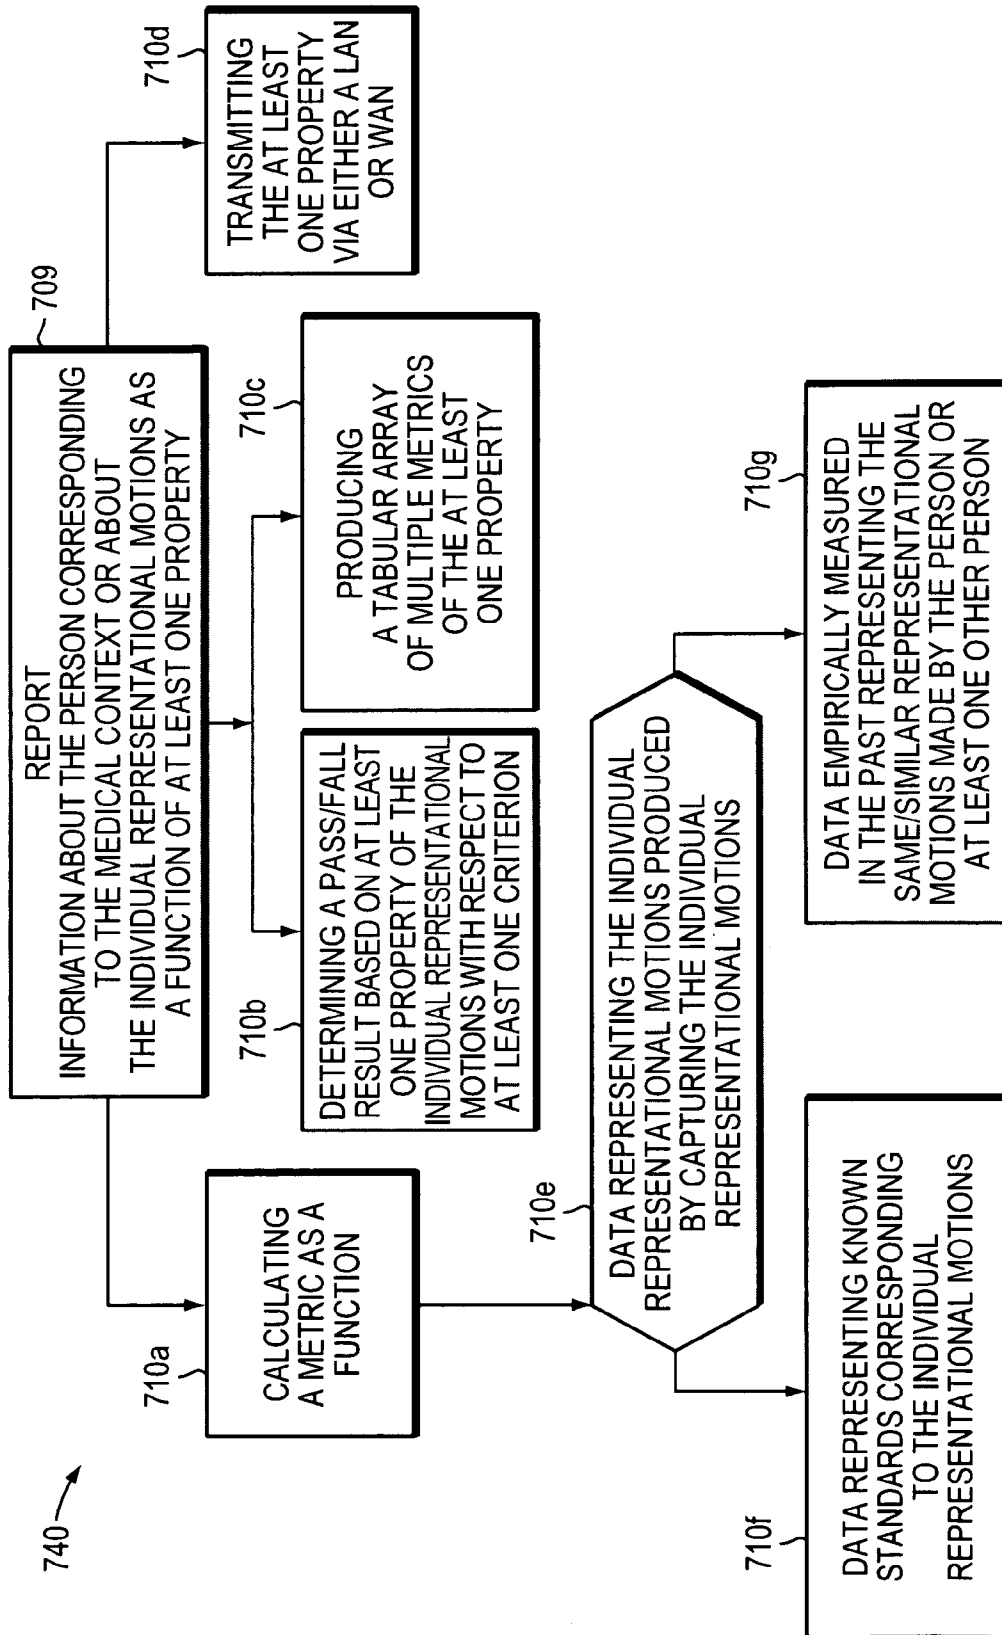 740
709
REPORT
INFORMATION ABOUT THE PERSON CORRESPONDING
TO THE MEDICAL CONTEXT OR ABOUT
THE INDIVIDUAL REPRESENTATIONAL MOTIONS AS
A FUNCTION OF AT LEAST ONE PROPERTY
710a
CALCULATING
A METRIC AS A
FUNCTION
710b
DETERMINING A PASS/FALL
RESULT BASED ON AT LEAST
ONE PROPERTY OF THE
INDIVIDUAL REPRESENTATIONAL
MOTIONS WITH RESPECT TO
AT LEAST ONE CRITERION
710c
PRODUCING
A TABULAR ARRAY
OF MULTIPLE METRICS
OF THE AT LEAST
ONE PROPERTY
710d
TRANSMITTING
THE AT LEAST
ONE PROPERTY
VIA EITHER A LAN
OR WAN
710e
DATA REPRESENTING THE INDIVIDUAL
REPRESENTATIONAL MOTIONS PRODUCED
BY CAPTURING THE INDIVIDUAL
REPRESENTATIONAL MOTIONS
710f
DATA REPRESENTING KNOWN
STANDARDS CORRESPONDING
TO THE INDIVIDUAL
REPRESENTATIONAL MOTIONS
710g
DATA EMPIRICALLY MEASURED
IN THE PAST REPRESENTING THE
SAME/SIMILAR REPRESENTATIONAL
MOTIONS MADE BY THE PERSON OR
AT LEAST ONE OTHER PERSON